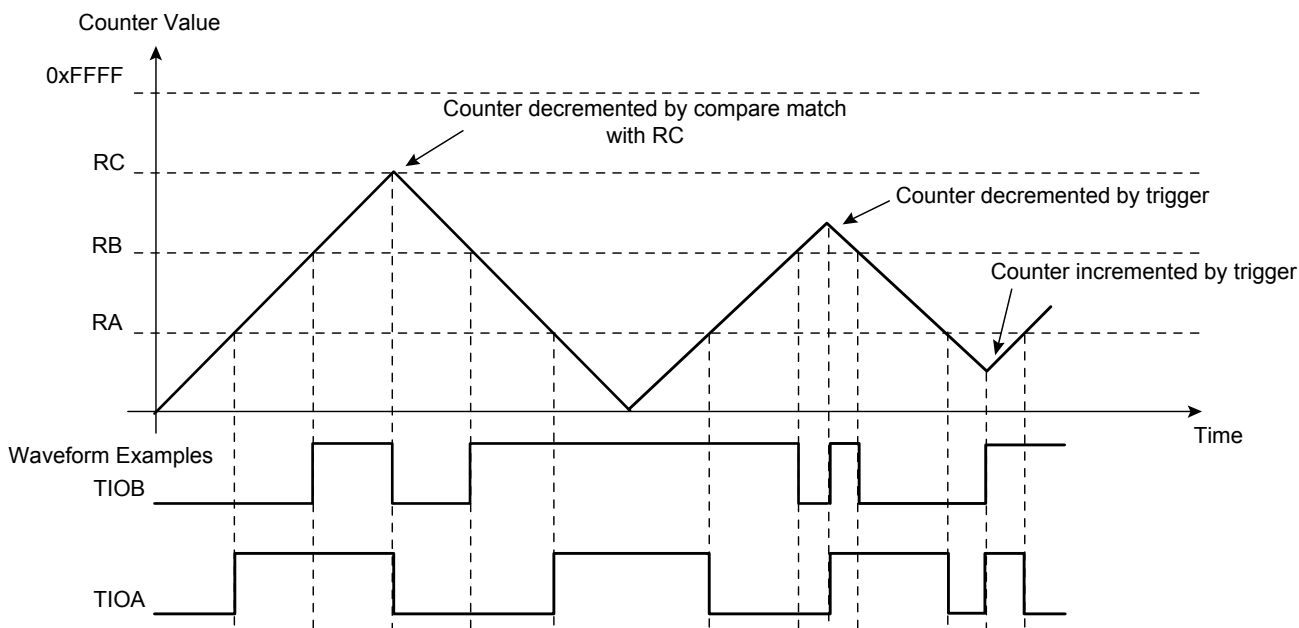 Counter Value
0xFFFF
Counter decremented by compare match
with RC
RC
Counter decremented by trigger
RB
Counter incremented by trigger
RA
Time
Waveform Examples
TIOB
TIOA